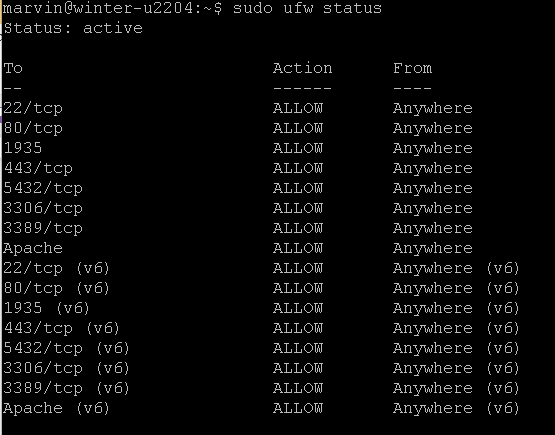 marvin@winter-u2204:~$ sudo ufw status
Status: active
To Action From
-- ------ ----
22/tcp ALLOW Anywhere
80/tcp ALLOW Anywhere
1935 ALLOW Anywhere
443/tcp ALLOW Anywhere
5432/tcp ALLOW Anywhere
3306/tcp ALLOW Anywhere
3389/tcp ALLOW Anywhere
Apache ALLOW Anywhere
22/tcp (v6) ALLOW Anywhere (v6)
80/tcp (v6) ALLOW Anywhere (v6)
1935 (v6) ALLOW Anywhere (v6)
443/tcp (v6) ALLOW Anywhere (v6)
5432/tcp (v6) ALLOW Anywhere (v6)
3306/tcp (v6) ALLOW Anywhere (v6)
3389/tcp (v6) ALLOW Anywhere (v6)
Apache (v6) ALLOW Anywhere (v6)